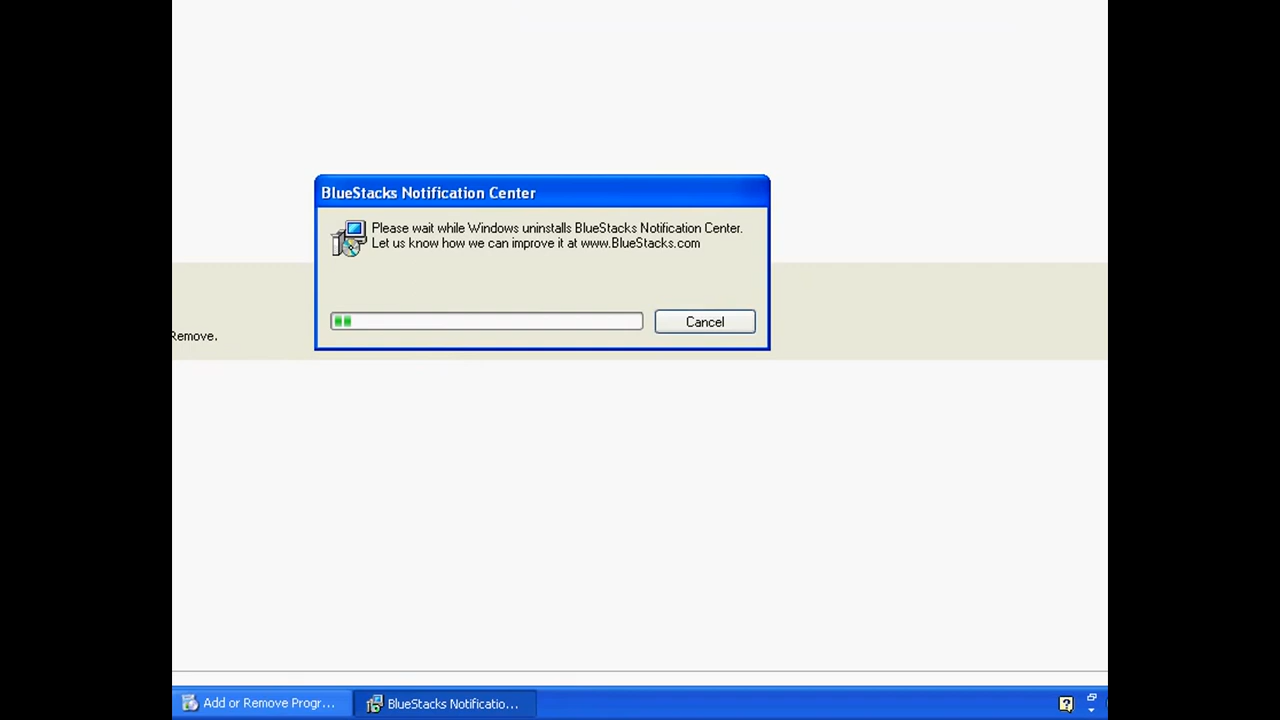 BlueStacks Notification Center
Please wait while Windows uninstalls BlueStacks Notification Center.
Let us know how we can improve it at www.BlueStacks.com
Cancel
Remove.
Add or Remove Progr...
BlueStacks Notificatio...